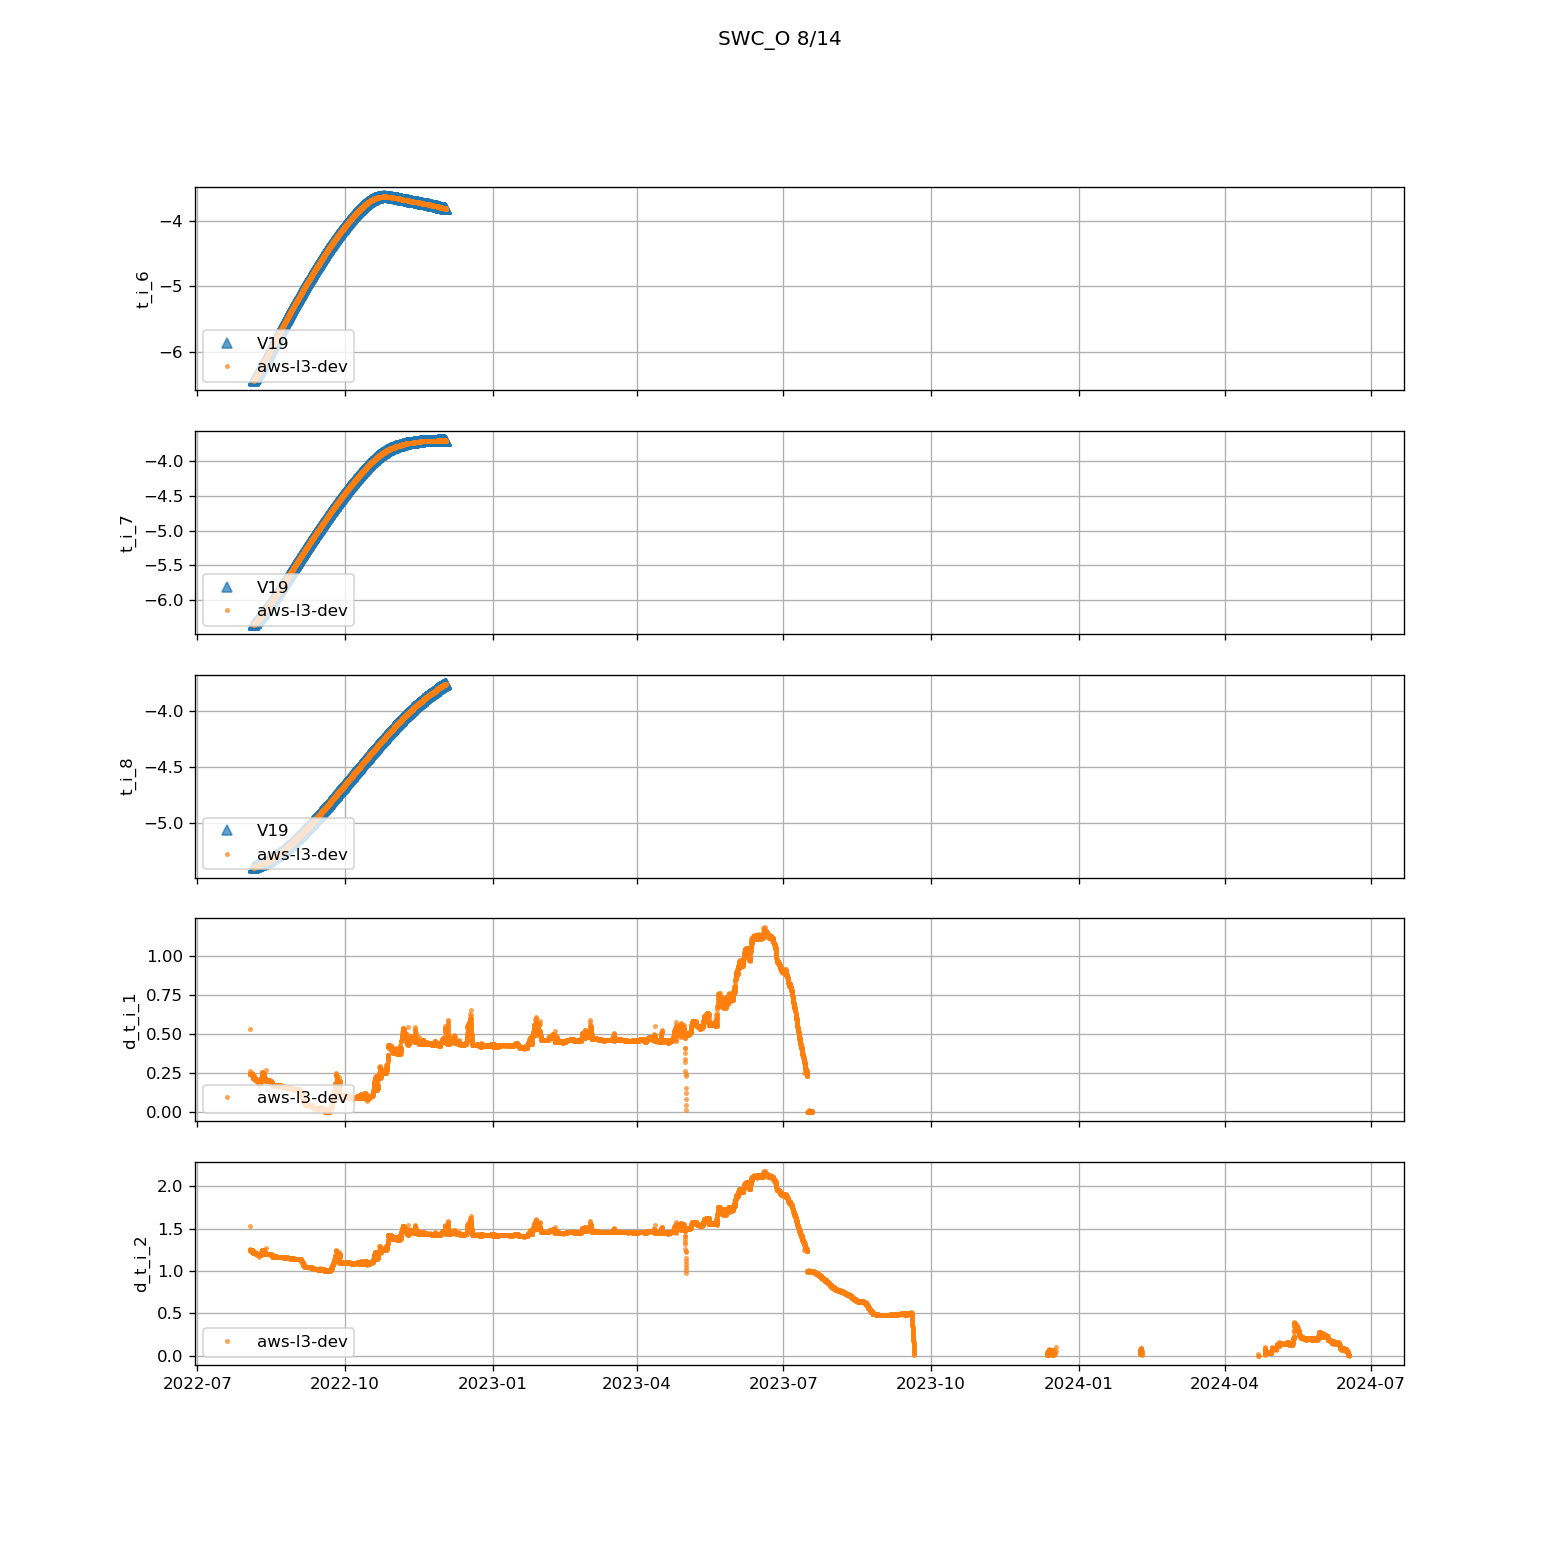 SWC_O 8/14
−4
−5
−6
t_i_6
V19
aws-l3-dev
−4.0
−4.5
−5.0
−5.5
−6.0
t_i_7
V19
aws-l3-dev
−4.0
−4.5
−5.0
t_i_8
V19
aws-l3-dev
1.00
0.75
0.50
0.25
0.00
d_t_i_1
aws-l3-dev
2.0
1.5
1.0
0.5
0.0
d_t_i_2
aws-l3-dev
2022-07 2022-10 2023-01 2023-04 2023-07 2023-10 2024-01 2024-04 2024-07